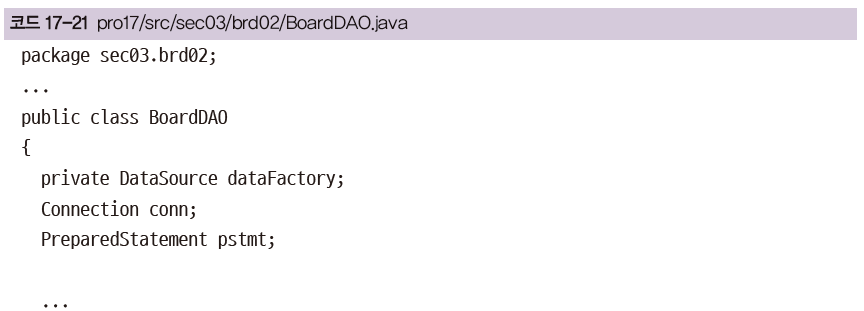 코드 17-21 pro17/src/sec03/brd02/BoardDAO.java
package sec03.brd02;
...
public class BoardDAO
{
private DataSource dataFactory;
Connection conn;
PreparedStatement pstmt;
...